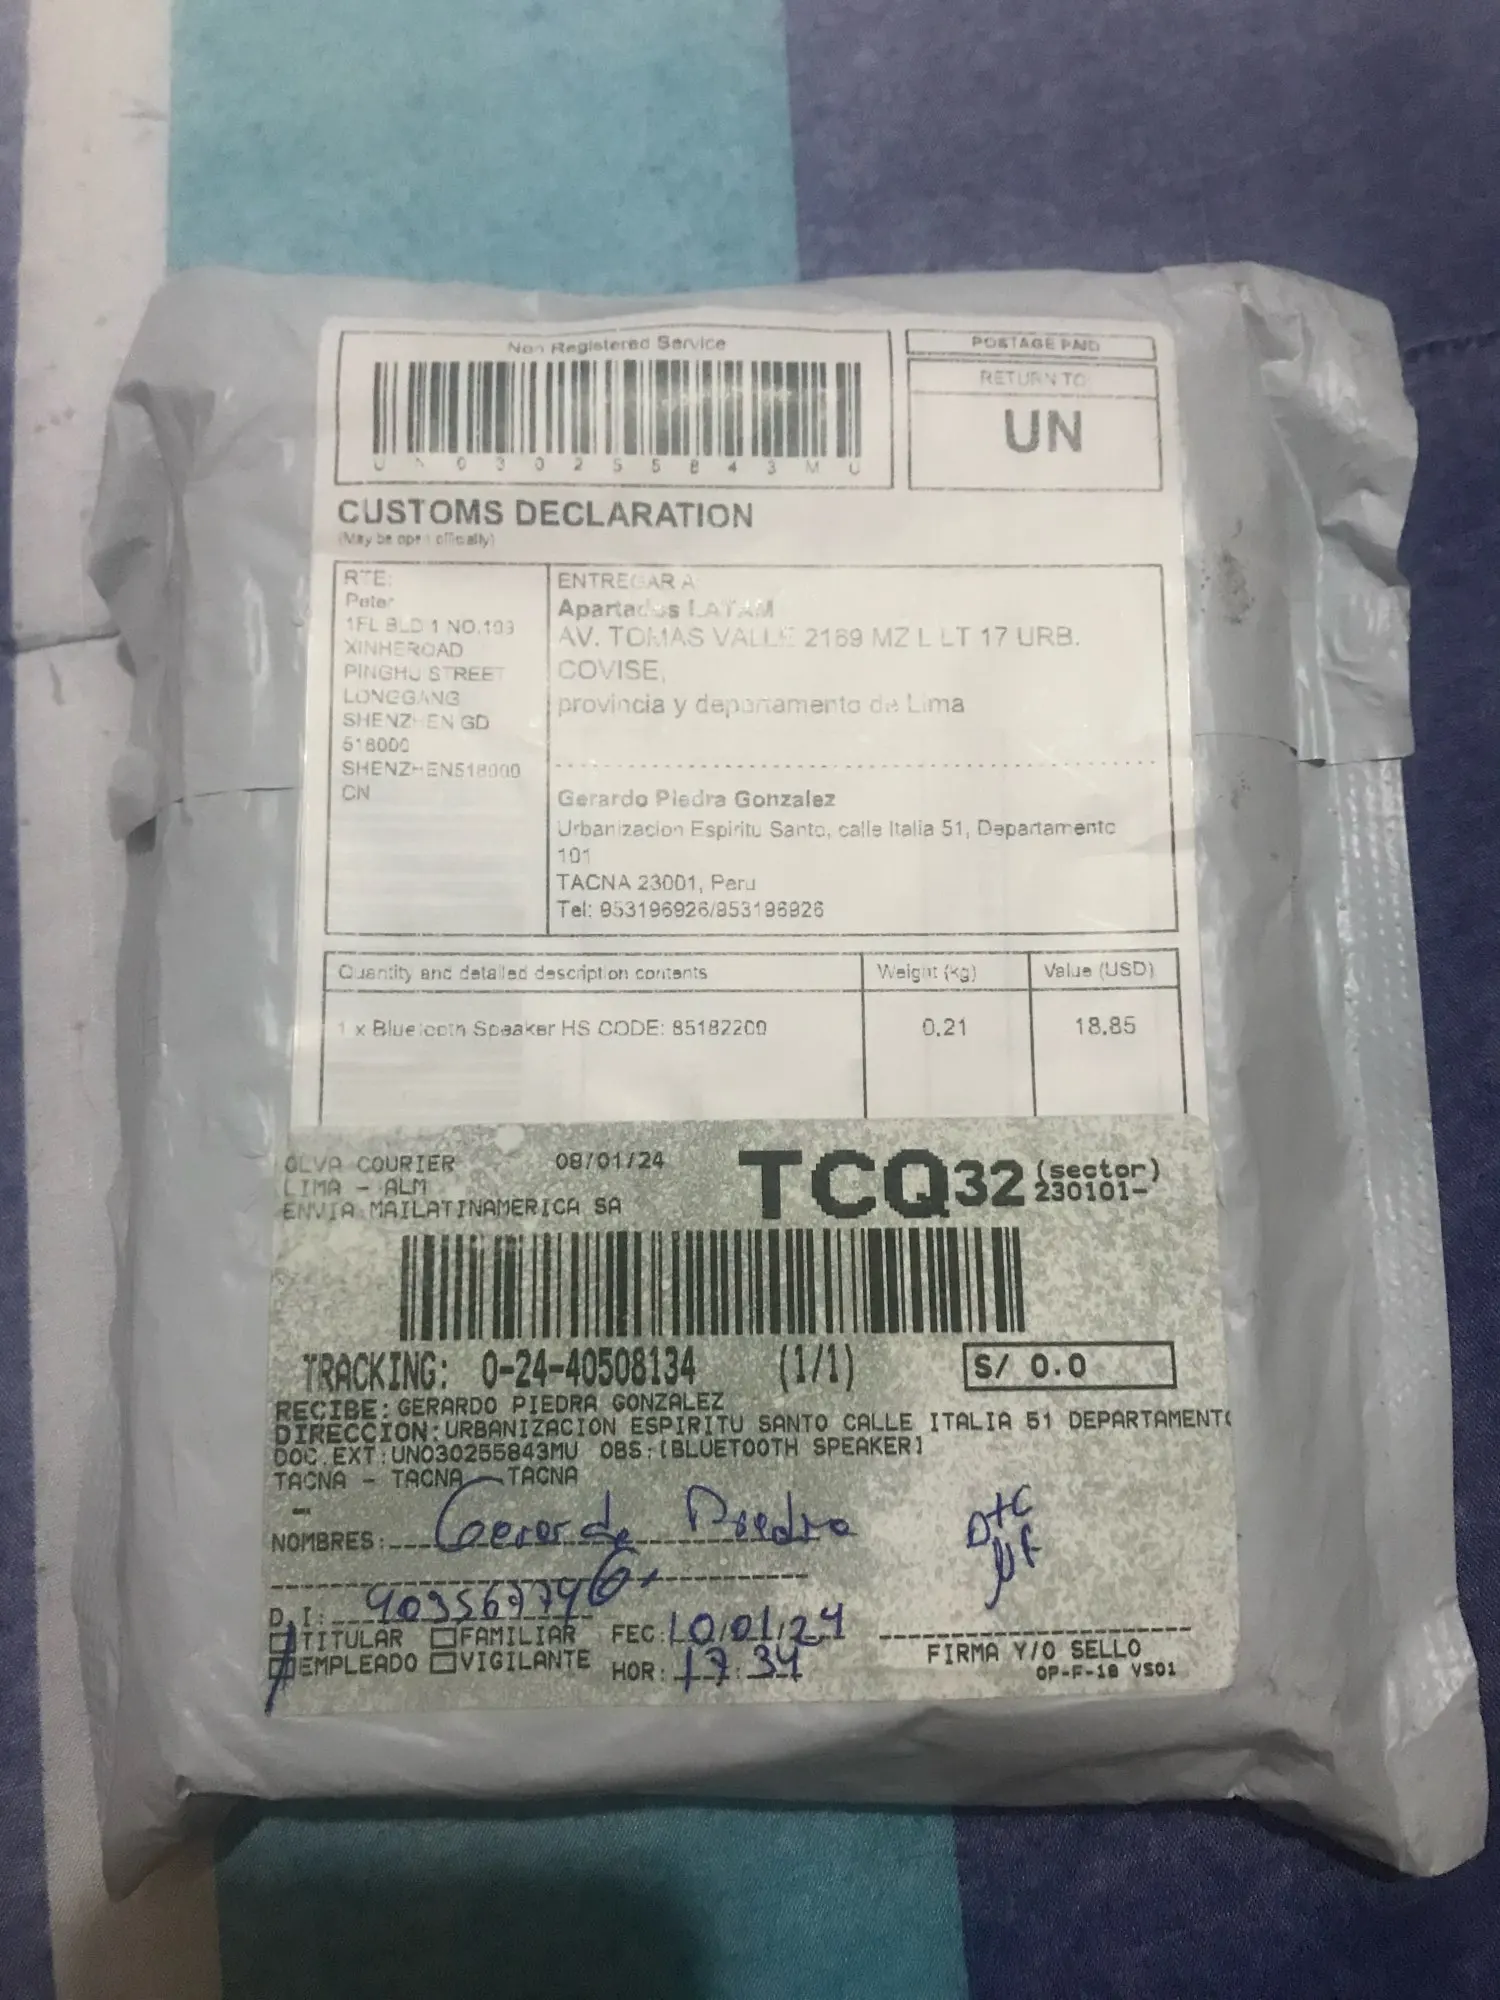 Non Registered Service
UN030255843MU
POSTAGE PAID
RETURN TO
UN
CUSTOMS DECLARATION
(May be open officially)
RTE:
Peter
1FL BLD 1 NO.103
XINHEROAD
PINGHU STREET
LONGGANG
SHENZHEN GD
518000
SHENZHEN518000
CN
ENTREGAR A
Apartados LATAM
AV. TOMAS VALLE 2169 MZ L LT 17 URB.
COVISE,
provincia y departamento de Lima
Gerardo Piedra Gonzalez
Urbanizacion Espiritu Santo, calle Italia 51, Departamento
101
TACNA 23001, Peru
Tel: 953196926/953196926
Quantity and detailed description contents
Weight (kg)
Value (USD)
1 x Bluetooth Speaker HS CODE: 85182200
0.21
18.85
OLVA COURIER
08/01/24
TCQ32 (sector)
230101-
LIMA - ALM
ENVIA:MAILATINAMERICA SA
TRACKING: 0-24-40508134 (1/1)
S/ 0.0
RECIBE:GERARDO PIEDRA GONZALEZ
DIRECCION:URBANIZACION ESPIRITU SANTO CALLE ITALIA 51 DEPARTAMENTO
DOC.EXT:UN030255843MU OBS:[BLUETOOTH SPEAKER]
TACNA - TACNA - TACNA
-
NOMBRES: Gerardo Piedra
G.
D.I:
TITULAR FAMILIAR FEC: 10/01/24
EMPLEADO VIGILANTE HOR: 17:34
FIRMA Y/O SELLO
OP-F-18 VS01